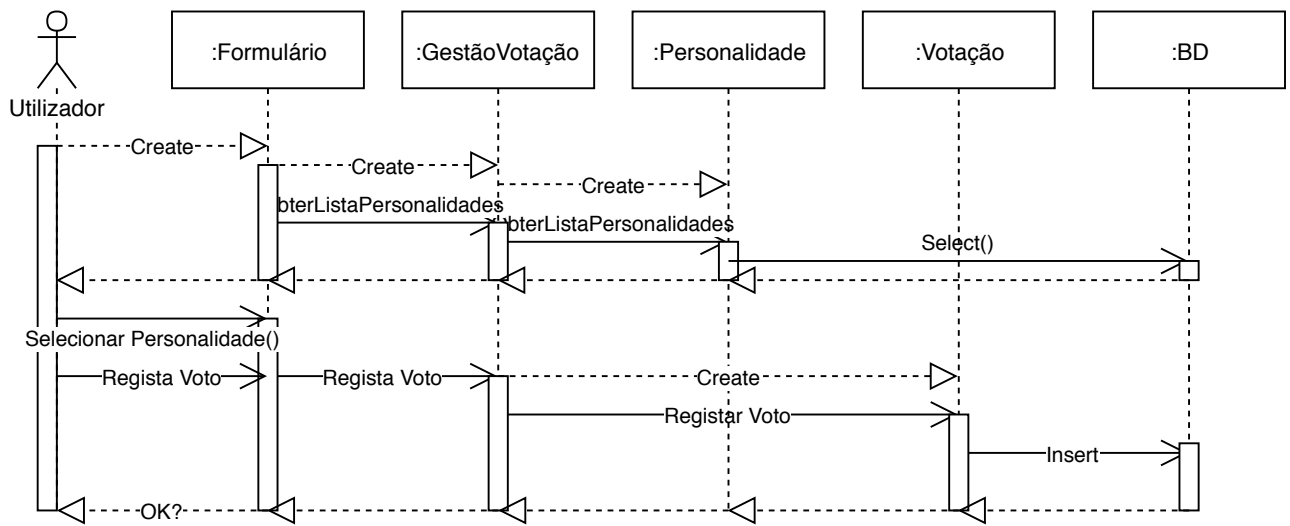 :Formulário
:GestãoVotação
:Personalidade
:Votação
:BD
Utilizador
Create
Create
Create
bterListaPersonalidades
bterListaPersonalidades
Select()
Selecionar Personalidade()
Regista Voto
Regista Voto
Create
Registar Voto
Insert
OK?